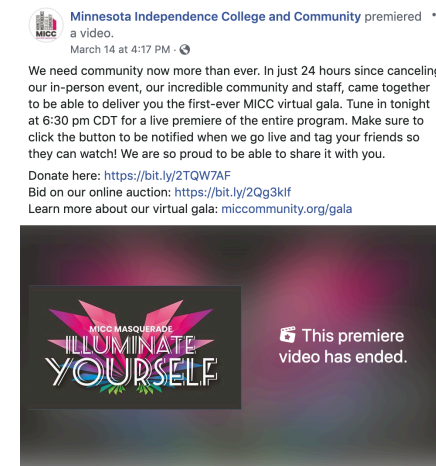 Minnesota Independence College and Community premiered
a video.
MICC
March 14 at 4:17 PM ·
We need community now more than ever. In just 24 hours since canceling
our in-person event, our incredible community and staff, came together
to be able to deliver you the first-ever MICC virtual gala. Tune in tonight
at 6:30 pm CDT for a live premiere of the entire program. Make sure to
click the button to be notified when we go live and tag your friends so
they can watch! We are so proud to be able to share it with you.
Donate here: https://bit.ly/2TQW7AF
Bid on our online auction: https://bit.ly/2Qg3kIf
Learn more about our virtual gala: miccommunity.org/gala
MICC MASQUERADE
ILLUMINATE
YOURSELF
This premiere
video has ended.